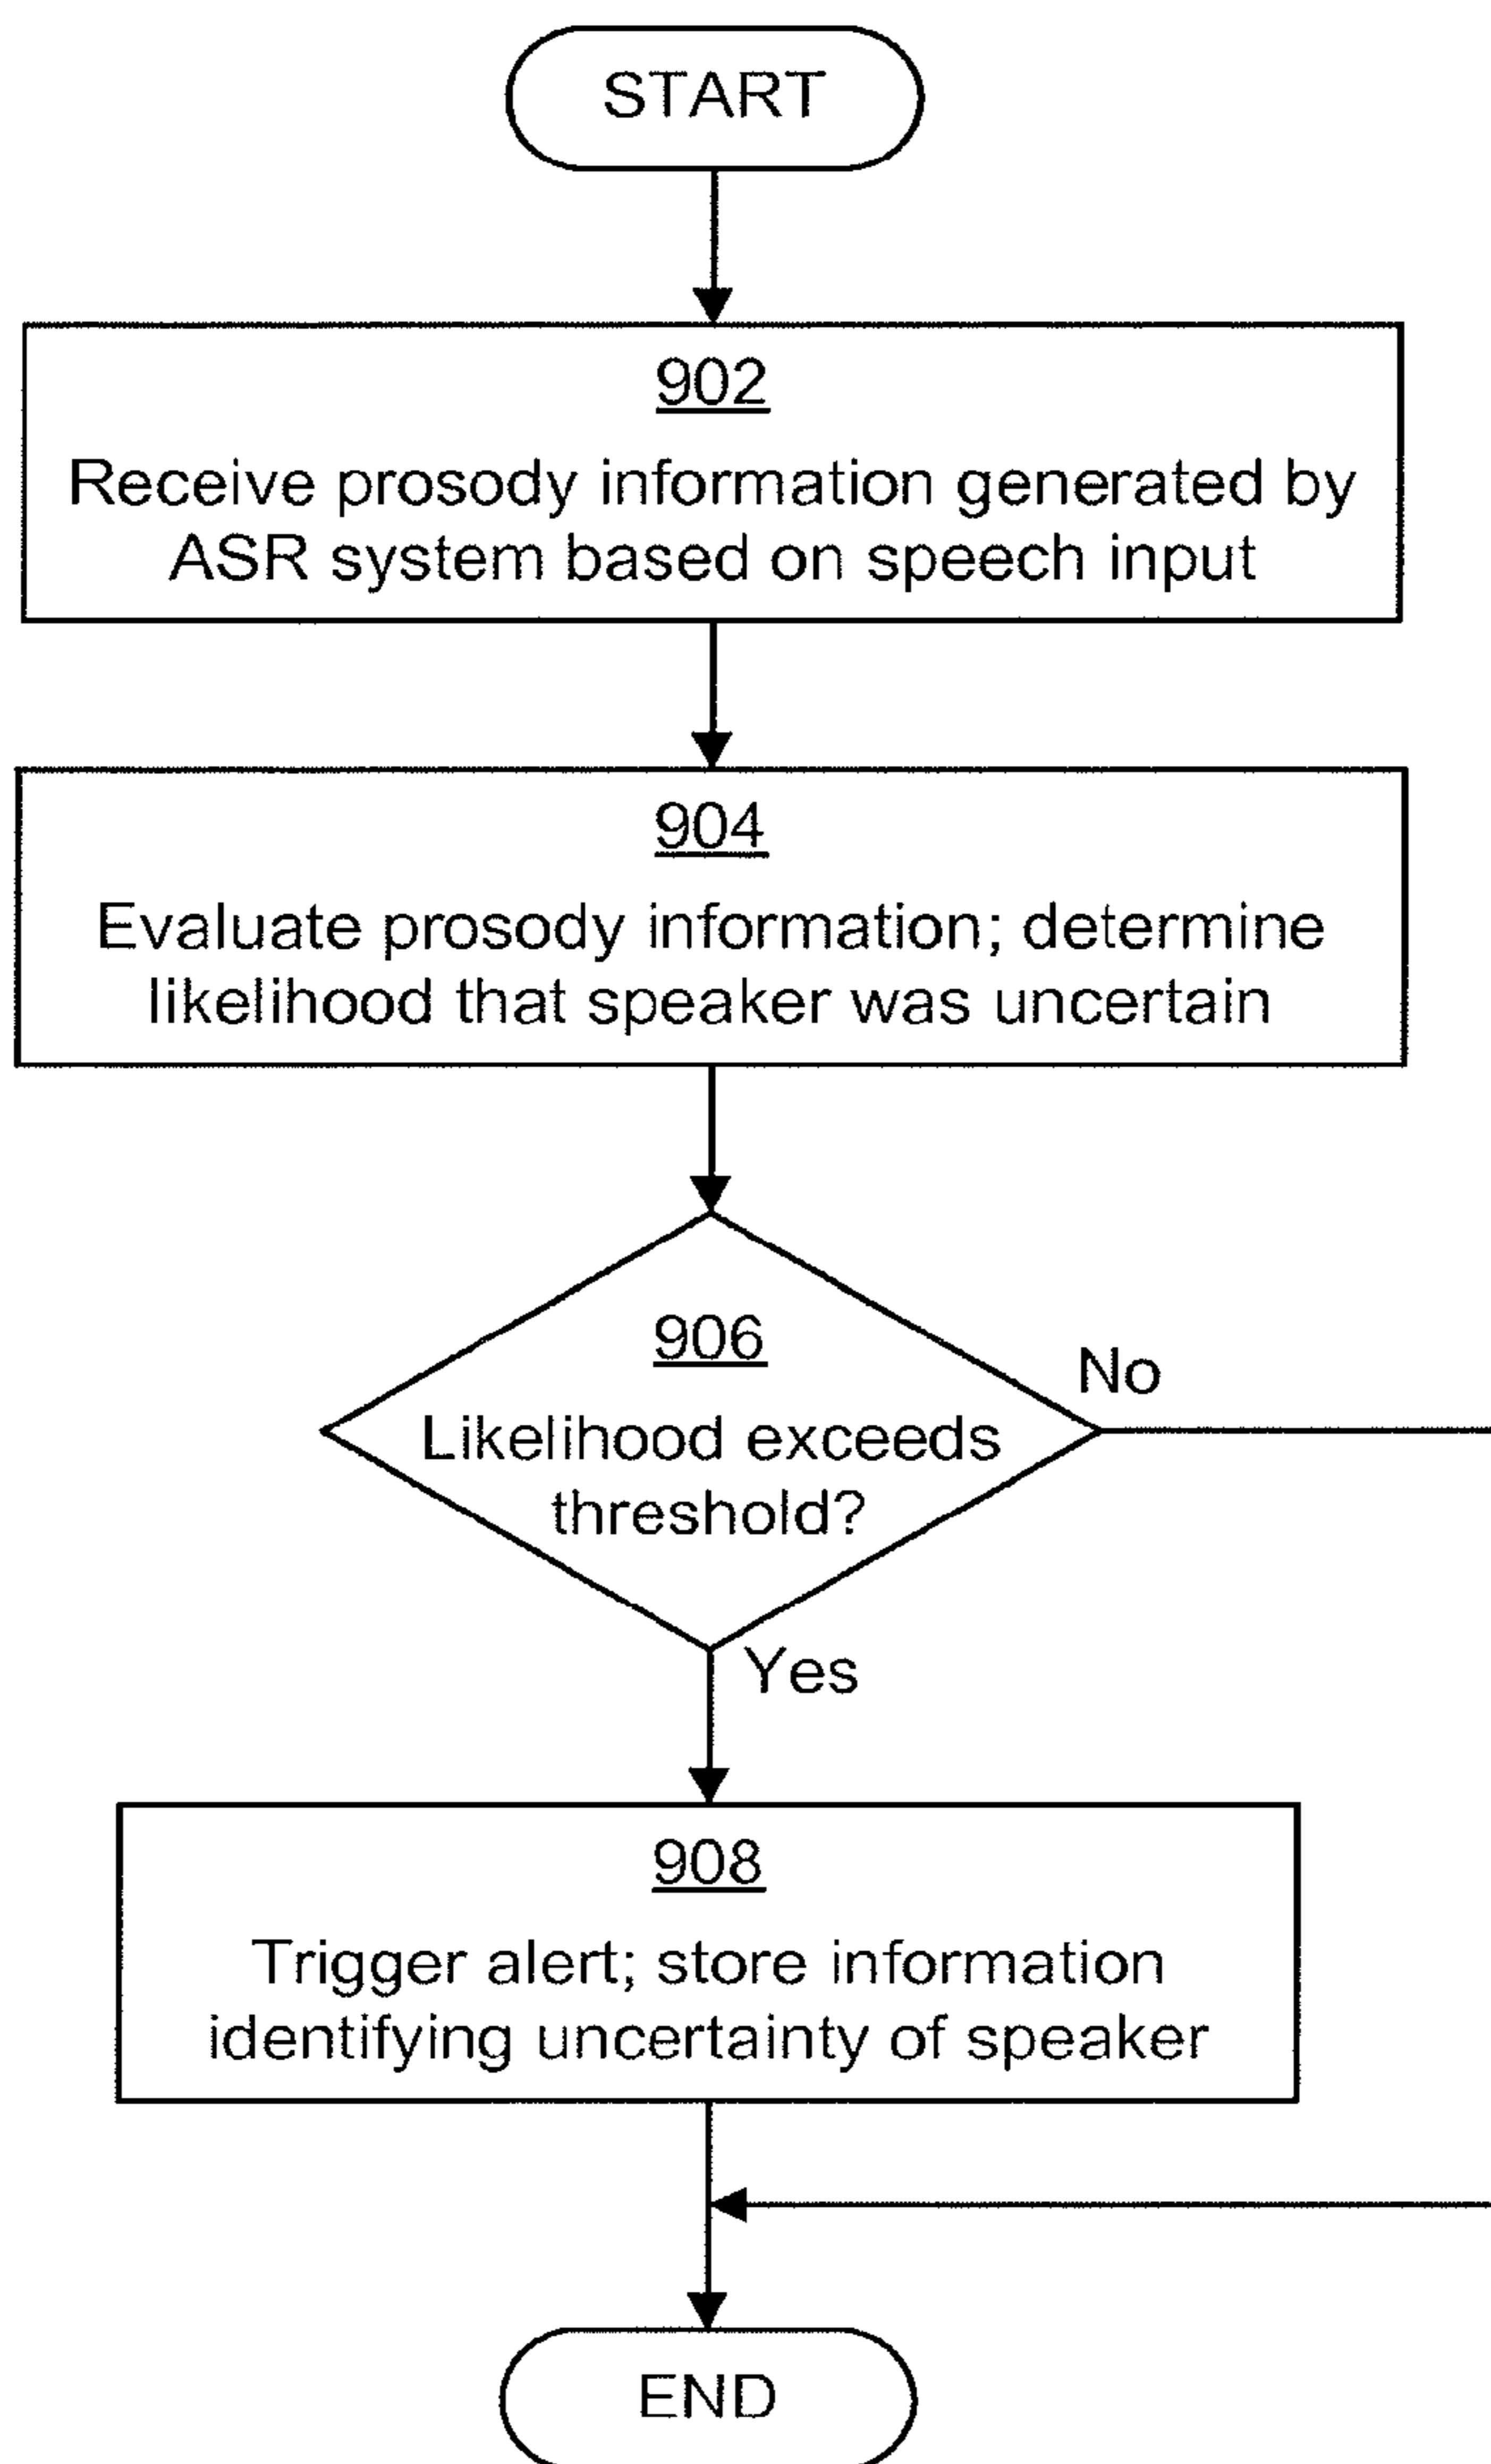 START
902
Receive prosody information generated by
ASR system based on speech input
904
Evaluate prosody information; determine
likelihood that speaker was uncertain
906
Likelihood exceeds
threshold?
No
Yes
908
Trigger alert; store information
identifying uncertainty of speaker
END